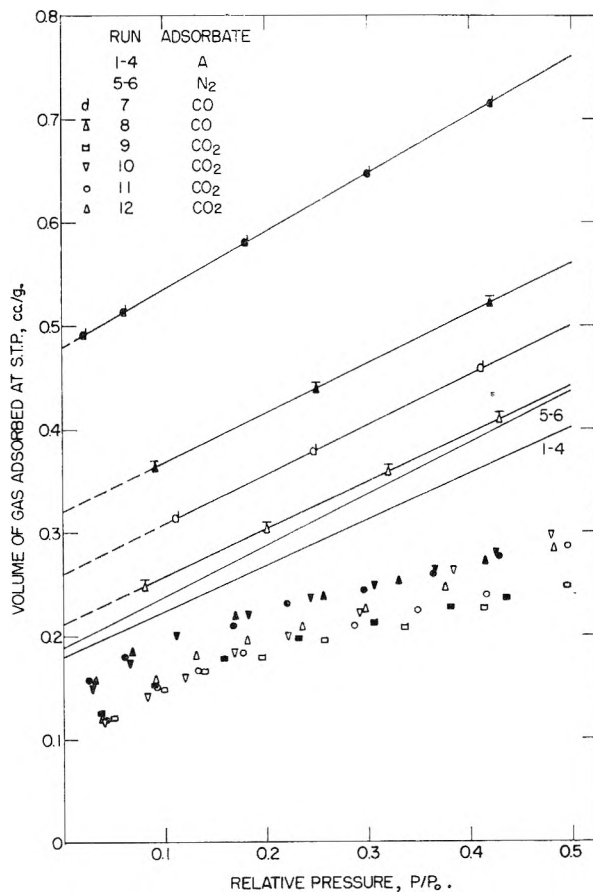 0.8
RUN ADSORBATE
1-4 A
5-6 N2
7 CO
8 CO
9 CO2
10 CO2
11 CO2
12 CO2
0.7
0.6
0.5
0.4
0.3
0.2
0.1
0
5-6
1-4
VOLUME OF GAS ADSORBED AT S.T.P., cc/g.
0 0.1 0.2 0.3 0.4 0.5
RELATIVE PRESSURE, P/Po.